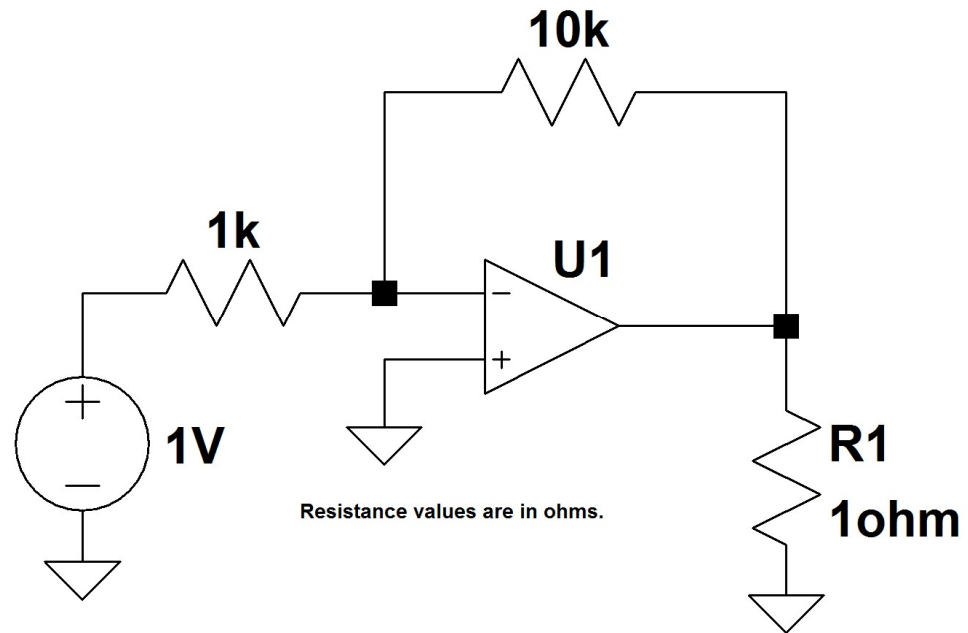 10k
1k
U1
−
+
+
−
1V
R1
1ohm
Resistance values are in ohms.